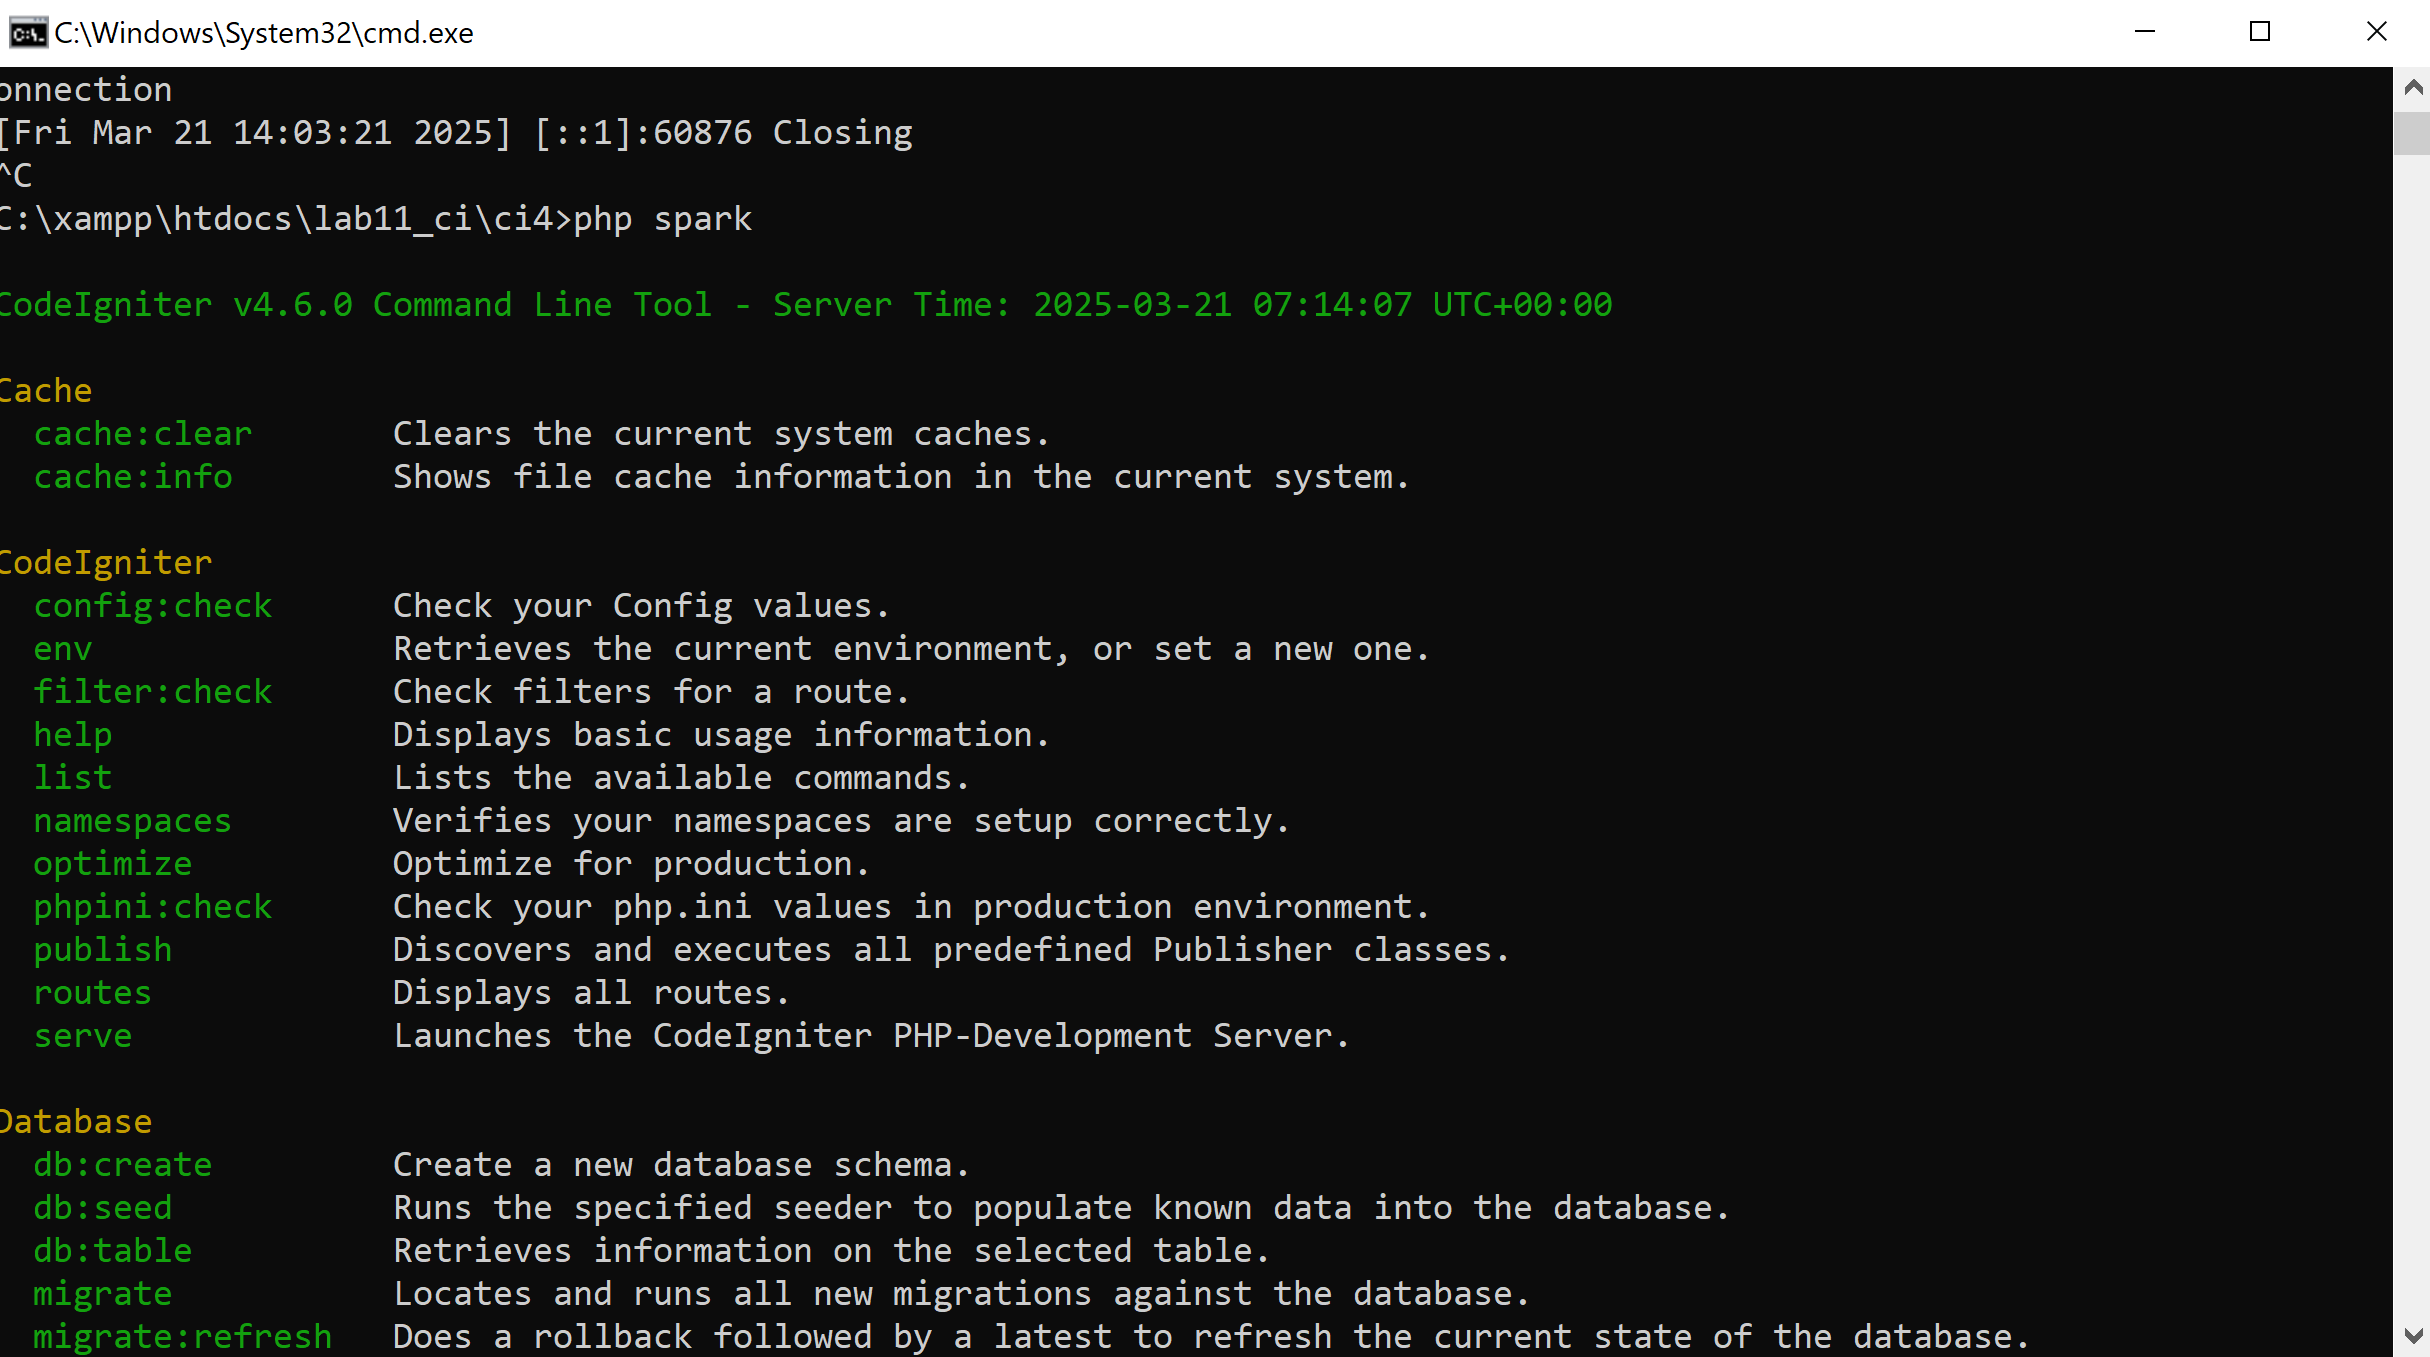 C:\Windows\System32\cmd.exe
onnection
[Fri Mar 21 14:03:21 2025] [::1]:60876 Closing
^C
C:\xampp\htdocs\lab11_ci\ci4>php spark
CodeIgniter v4.6.0 Command Line Tool - Server Time: 2025-03-21 07:14:07 UTC+00:00
Cache
cache:clear Clears the current system caches.
cache:info Shows file cache information in the current system.
CodeIgniter
config:check Check your Config values.
env Retrieves the current environment, or set a new one.
filter:check Check filters for a route.
help Displays basic usage information.
list Lists the available commands.
namespaces Verifies your namespaces are setup correctly.
optimize Optimize for production.
phpini:check Check your php.ini values in production environment.
publish Discovers and executes all predefined Publisher classes.
routes Displays all routes.
serve Launches the CodeIgniter PHP-Development Server.
Database
db:create Create a new database schema.
db:seed Runs the specified seeder to populate known data into the database.
db:table Retrieves information on the selected table.
migrate Locates and runs all new migrations against the database.
migrate:refresh Does a rollback followed by a latest to refresh the current state of the database.